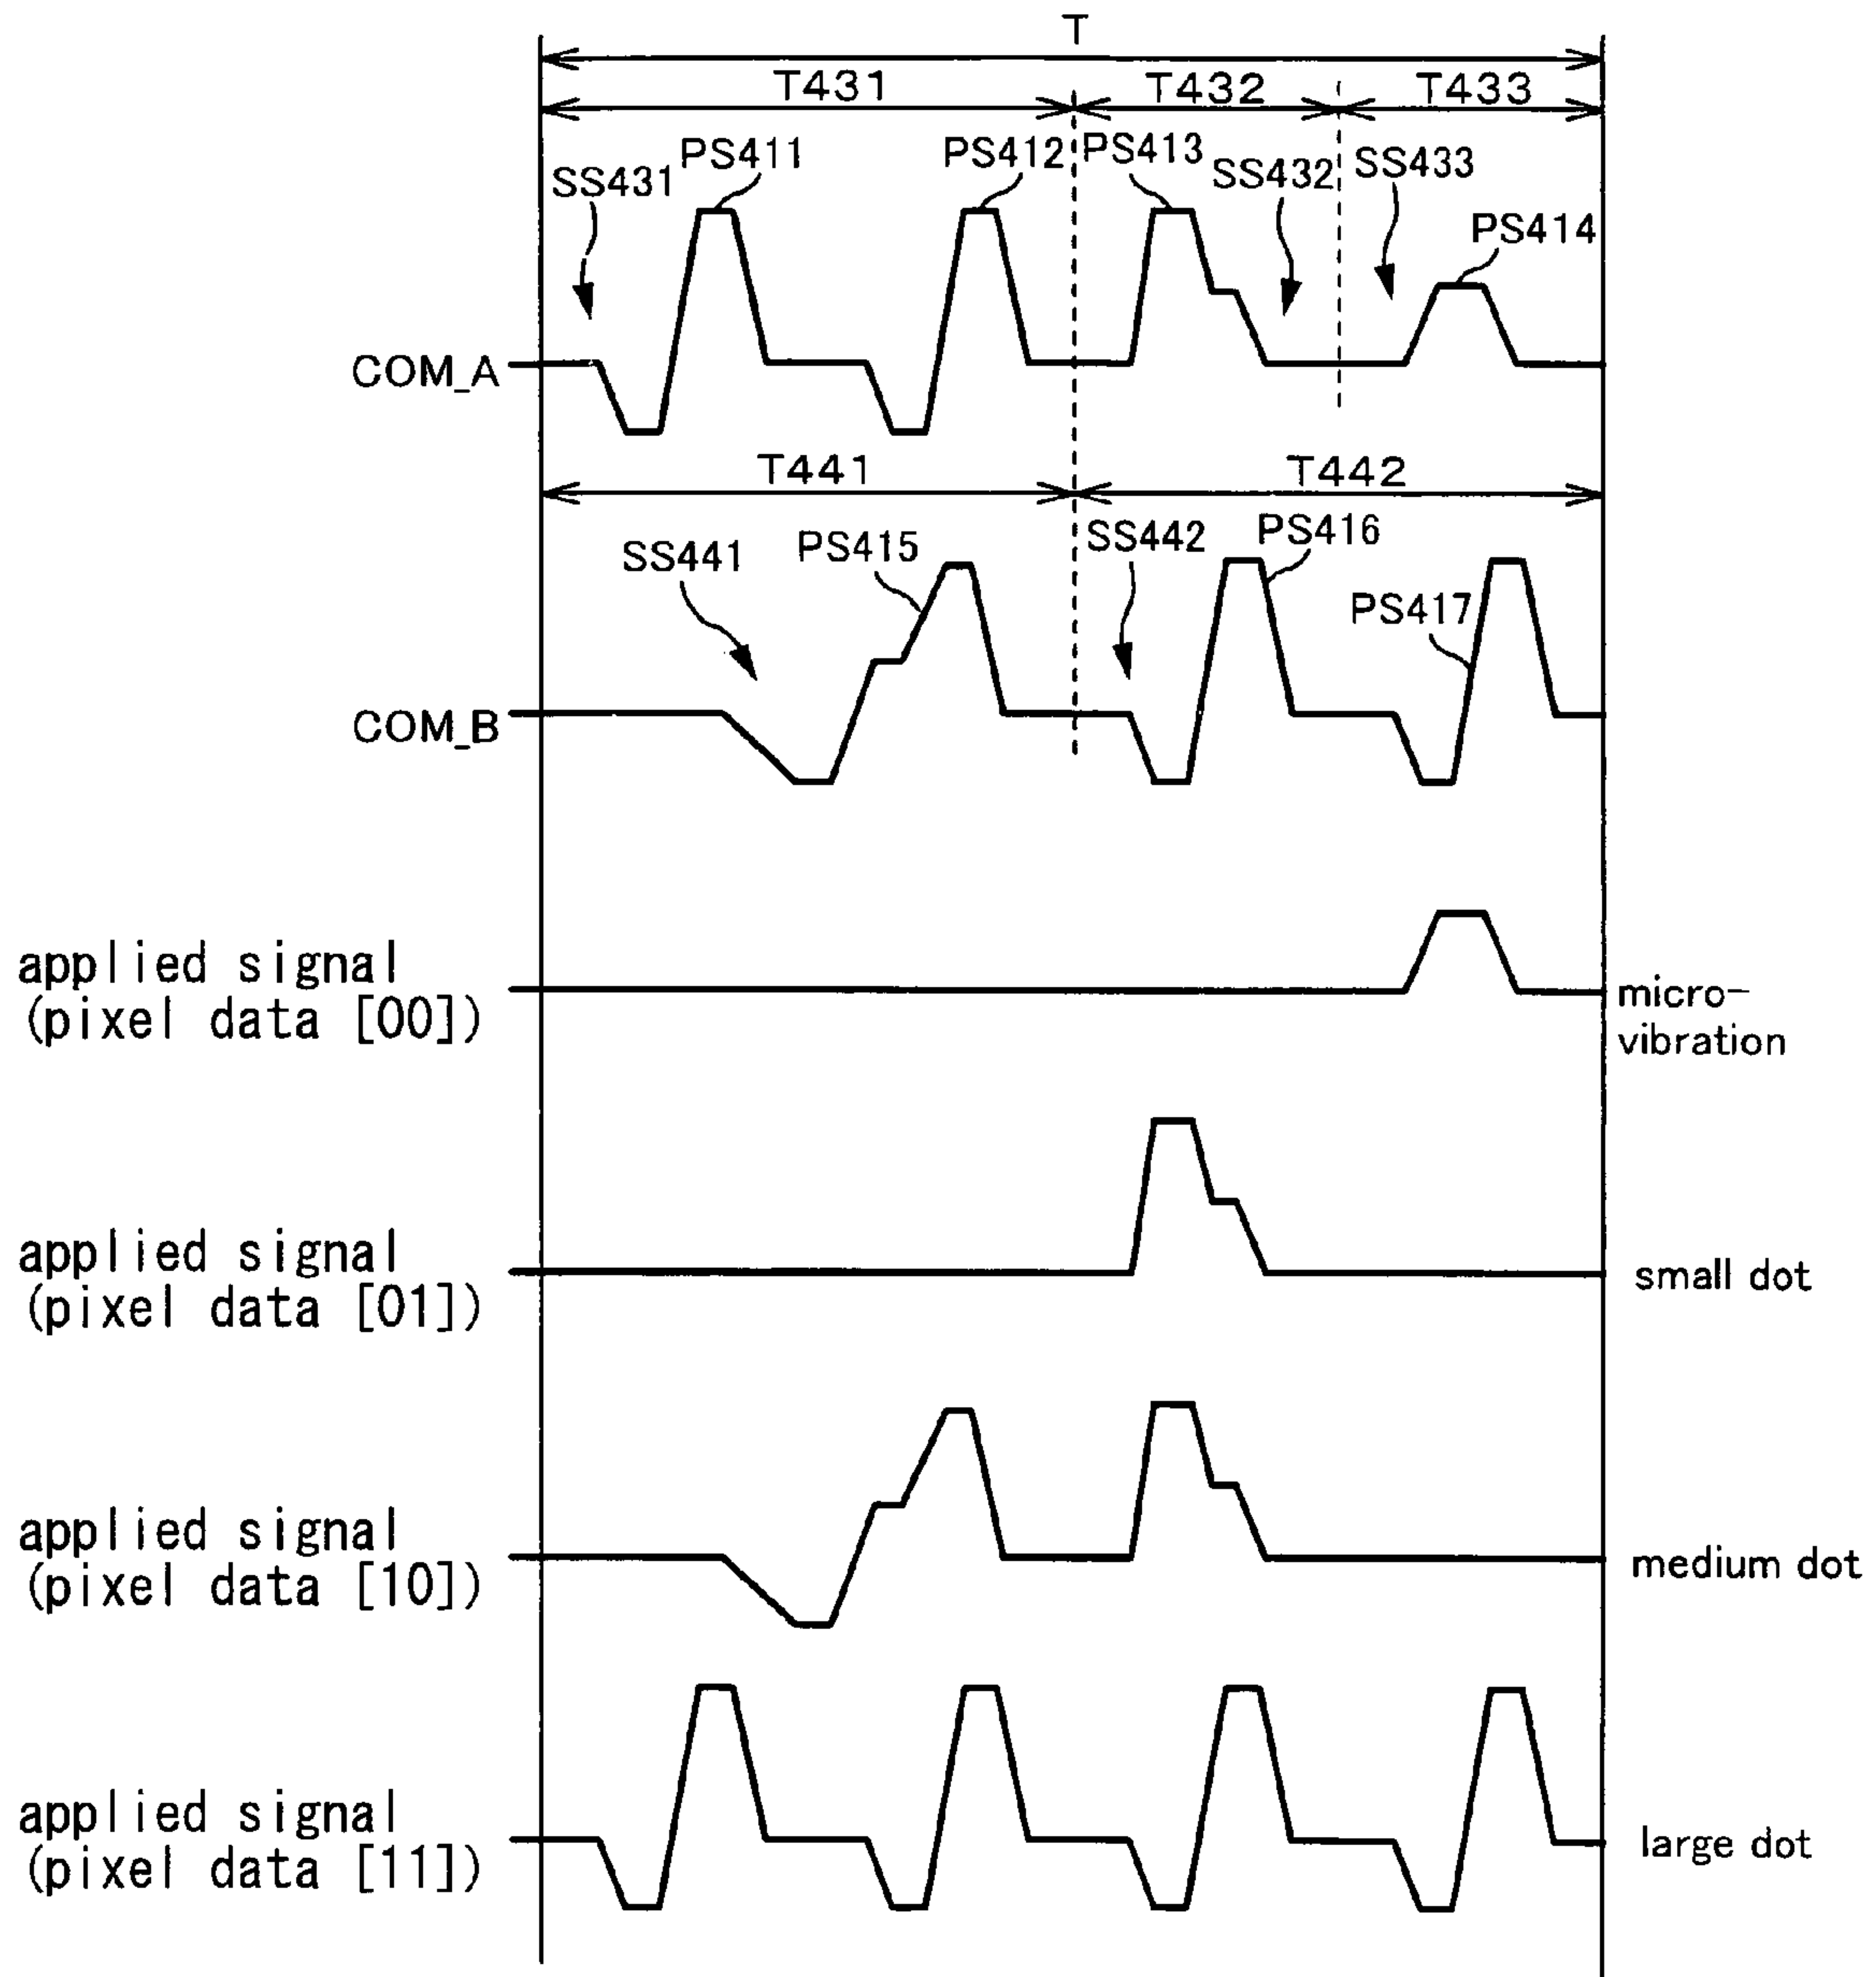 T
T431 T432 T433
SS431 PS411 PS412 PS413 SS432 SS433 PS414
COM_A
T441 T442
SS441 PS415 SS442 PS416 PS417
COM_B
applied signal
(pixel data [00])
micro-
vibration
applied signal
(pixel data [01])
small dot
applied signal
(pixel data [10])
medium dot
applied signal
(pixel data [11])
large dot